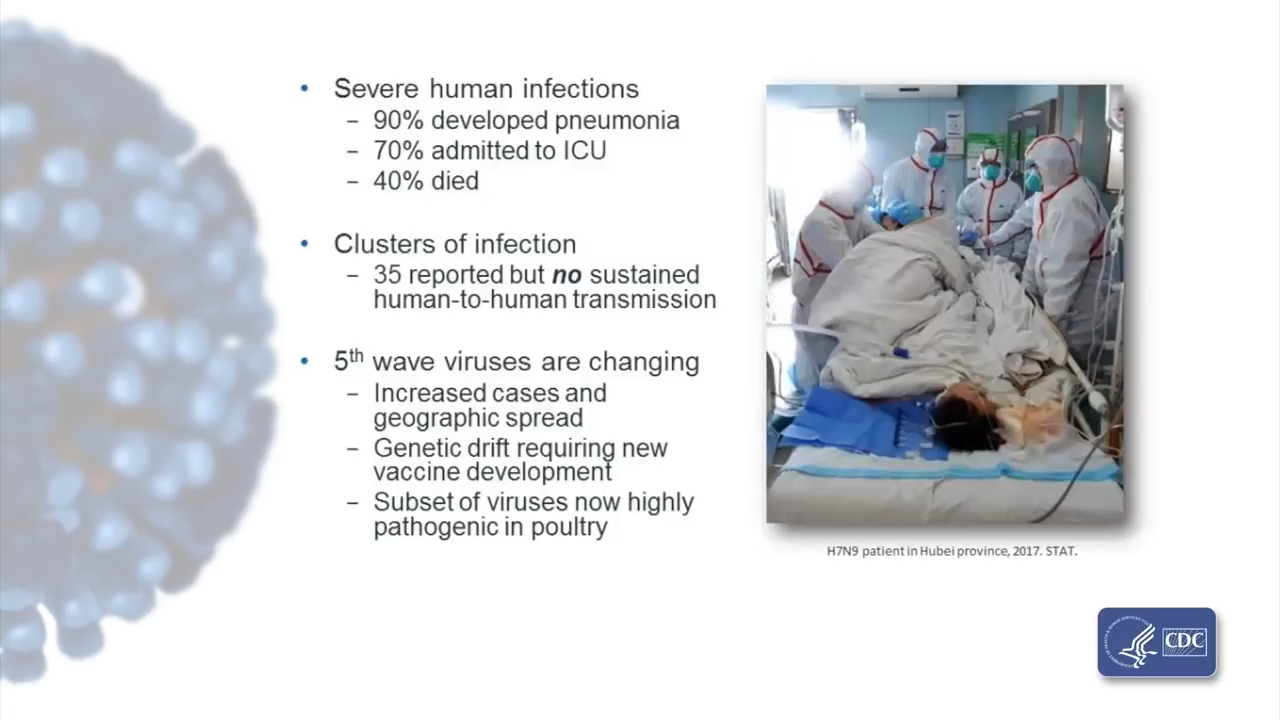 • Severe human infections
– 90% developed pneumonia
– 70% admitted to ICU
– 40% died
• Clusters of infection
– 35 reported but no sustained
human-to-human transmission
• 5th wave viruses are changing
– Increased cases and
geographic spread
– Genetic drift requiring new
vaccine development
– Subset of viruses now highly
pathogenic in poultry
H7N9 patient in Hubei province, 2017. STAT.
CDC